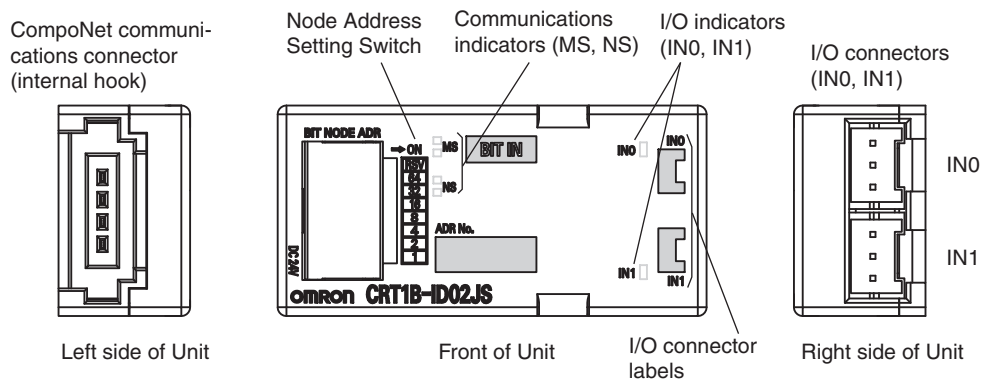 CompoNet communi-
cations connector
(internal hook)
Node Address
Setting Switch
Communications
indicators (MS, NS)
I/O indicators
(IN0, IN1)
I/O connectors
(IN0, IN1)
BIT NODE ADR
ON
RSV
64
32
16
8
4
2
1
MS
NS
BIT IN
ADR No.
DC24V
IN0
IN0
IN1
IN1
OMRON CRT1B-ID02JS
IN0
IN1
Left side of Unit
Front of Unit
I/O connector
labels
Right side of Unit